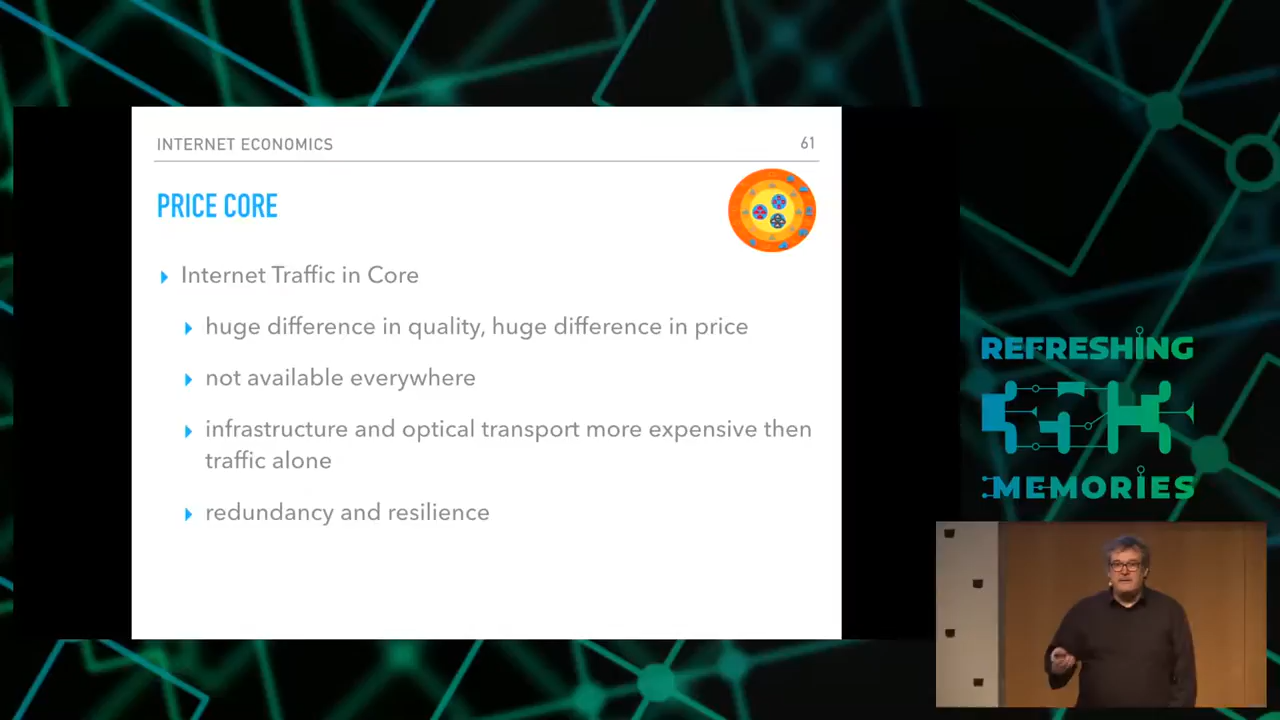 INTERNET ECONOMICS
61
PRICE CORE
Internet Traffic in Core
huge difference in quality, huge difference in price
not available everywhere
infrastructure and optical transport more expensive then
traffic alone
redundancy and resilience
REFRESHING
MEMORIES